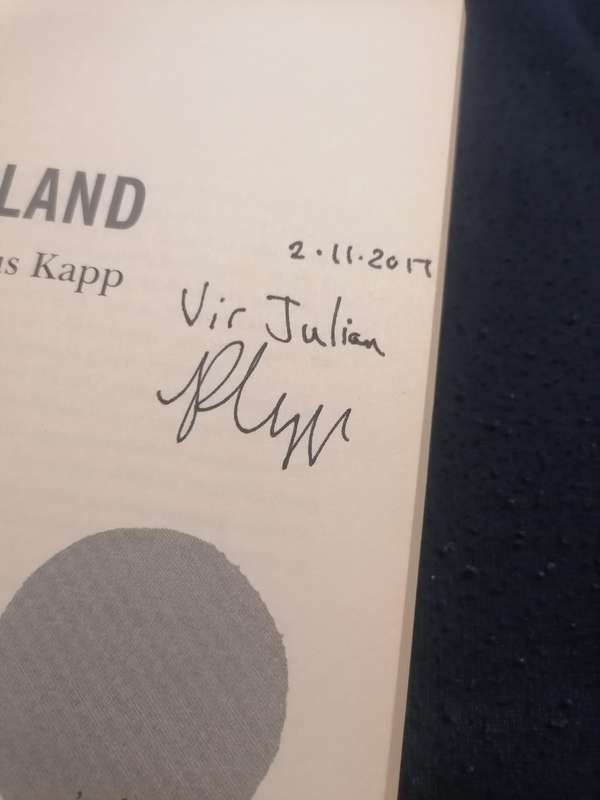 LAND
us Kapp
2.11.2017
Vir Julian